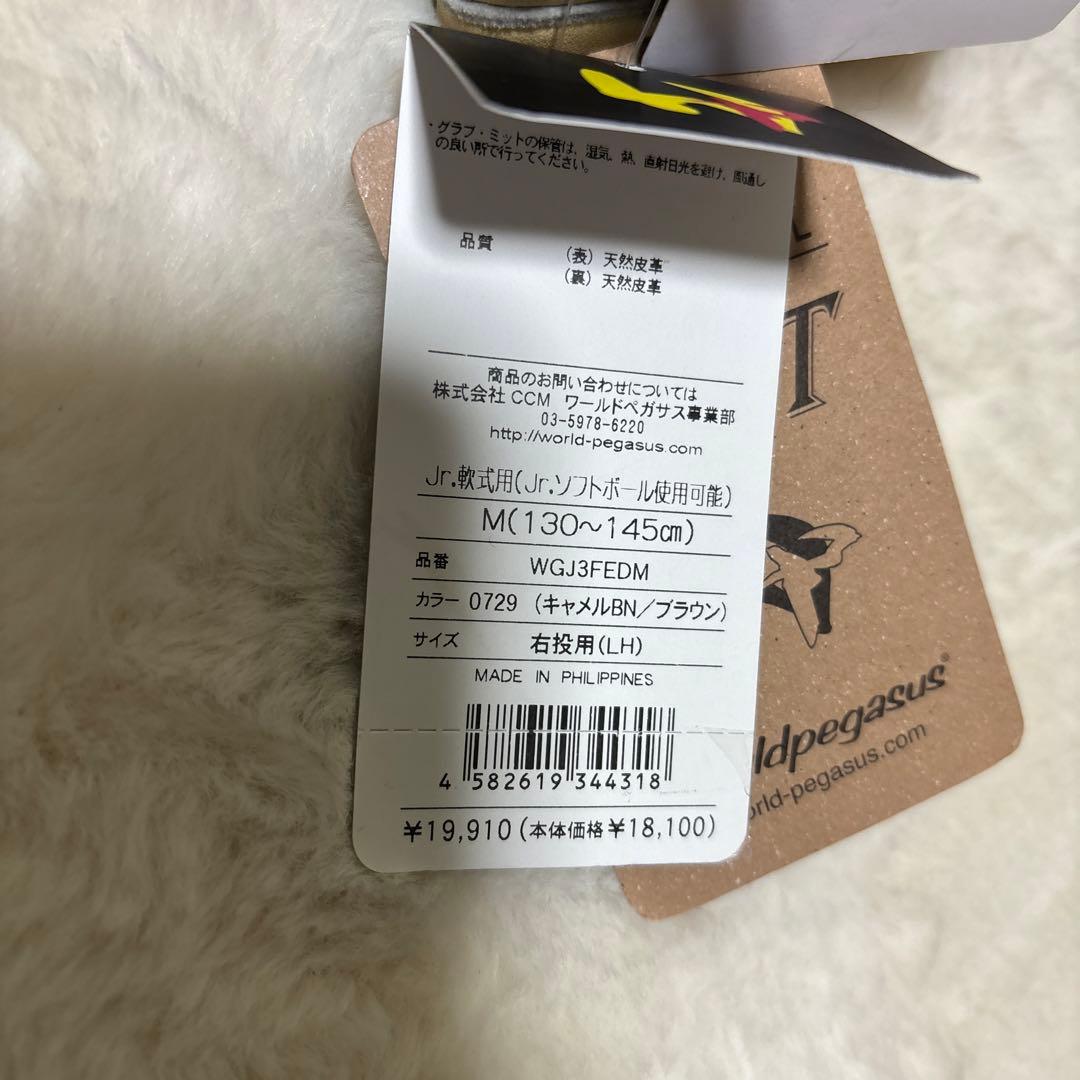 ・グラブ・ミットの保管は、湿気、熱、直射日光を避け、風通し
の良い所で行ってください。
品質 (表) 天然皮革
(裏) 天然皮革
商品のお問い合わせについては
株式会社CCM ワールドペガサス事業部
03-5978-6220
http://world-pegasus.com
Jr.軟式用(Jr.ソフトボール使用可能)
M(130～145㎝)
品番 WGJ3FEDM
カラー 0729 (キャメルBN／ブラウン)
サイズ 右投用(LH)
MADE IN PHILIPPINES
4 582619 344318
￥19,910(本体価格￥18,100)
L
T
ldpegasus®
orld-pegasus.com